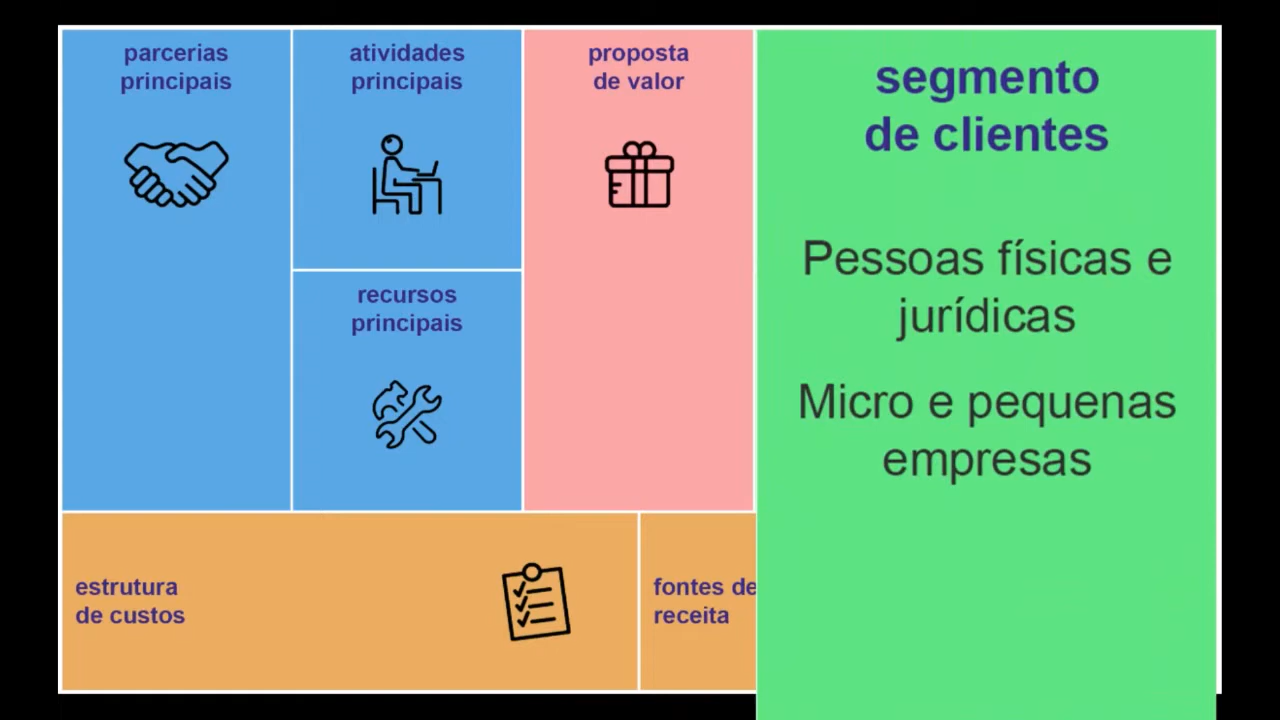 parcerias
principais
atividades
principais
recursos
principais
proposta
de valor
segmento
de clientes
Pessoas físicas e
jurídicas
Micro e pequenas
empresas
estrutura
de custos
fontes de
receita